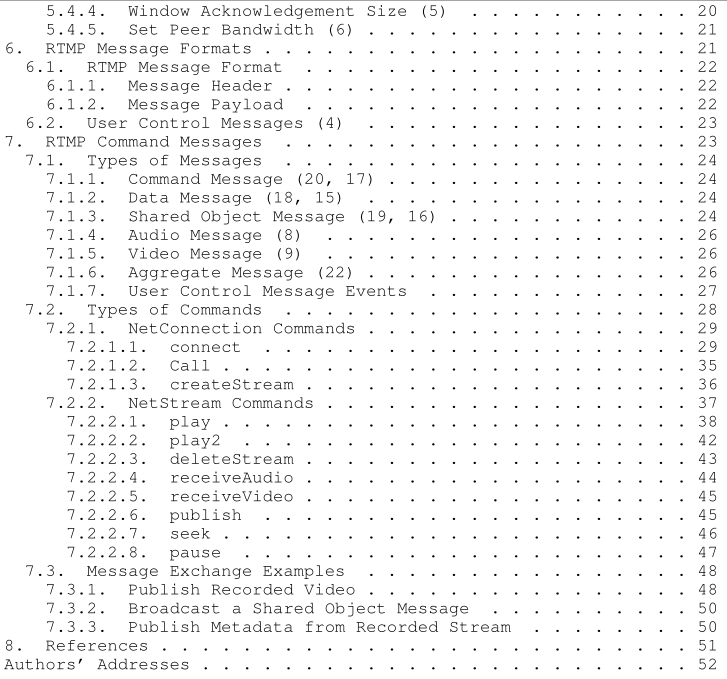 5.4.4. Window Acknowledgement Size (5) . . . . . . . . . . . . 20
5.4.5. Set Peer Bandwidth (6) . . . . . . . . . . . . . . . . . 21
6. RTMP Message Formats . . . . . . . . . . . . . . . . . . . . . 21
6.1. RTMP Message Format . . . . . . . . . . . . . . . . . . . . 22
6.1.1. Message Header . . . . . . . . . . . . . . . . . . . . . 22
6.1.2. Message Payload . . . . . . . . . . . . . . . . . . . . 22
6.2. User Control Messages (4) . . . . . . . . . . . . . . . . . 23
7. RTMP Command Messages . . . . . . . . . . . . . . . . . . . . 23
7.1. Types of Messages . . . . . . . . . . . . . . . . . . . . . 24
7.1.1. Command Message (20, 17) . . . . . . . . . . . . . . . . 24
7.1.2. Data Message (18, 15) . . . . . . . . . . . . . . . . . 24
7.1.3. Shared Object Message (19, 16) . . . . . . . . . . . . . 24
7.1.4. Audio Message (8) . . . . . . . . . . . . . . . . . . . 26
7.1.5. Video Message (9) . . . . . . . . . . . . . . . . . . . 26
7.1.6. Aggregate Message (22) . . . . . . . . . . . . . . . . . 26
7.1.7. User Control Message Events . . . . . . . . . . . . . . 27
7.2. Types of Commands . . . . . . . . . . . . . . . . . . . . . 28
7.2.1. NetConnection Commands . . . . . . . . . . . . . . . . . 29
7.2.1.1. connect . . . . . . . . . . . . . . . . . . . . . . 29
7.2.1.2. Call . . . . . . . . . . . . . . . . . . . . . . . . 35
7.2.1.3. createStream . . . . . . . . . . . . . . . . . . . . 36
7.2.2. NetStream Commands . . . . . . . . . . . . . . . . . . . 37
7.2.2.1. play . . . . . . . . . . . . . . . . . . . . . . . . 38
7.2.2.2. play2 . . . . . . . . . . . . . . . . . . . . . . . 42
7.2.2.3. deleteStream . . . . . . . . . . . . . . . . . . . . 43
7.2.2.4. receiveAudio . . . . . . . . . . . . . . . . . . . . 44
7.2.2.5. receiveVideo . . . . . . . . . . . . . . . . . . . . 45
7.2.2.6. publish . . . . . . . . . . . . . . . . . . . . . . 45
7.2.2.7. seek . . . . . . . . . . . . . . . . . . . . . . . . 46
7.2.2.8. pause . . . . . . . . . . . . . . . . . . . . . . . 47
7.3. Message Exchange Examples . . . . . . . . . . . . . . . . . 48
7.3.1. Publish Recorded Video . . . . . . . . . . . . . . . . . 48
7.3.2. Broadcast a Shared Object Message . . . . . . . . . . . 50
7.3.3. Publish Metadata from Recorded Stream . . . . . . . . . 50
8. References . . . . . . . . . . . . . . . . . . . . . . . . . . 51
Authors' Addresses . . . . . . . . . . . . . . . . . . . . . . . . 52